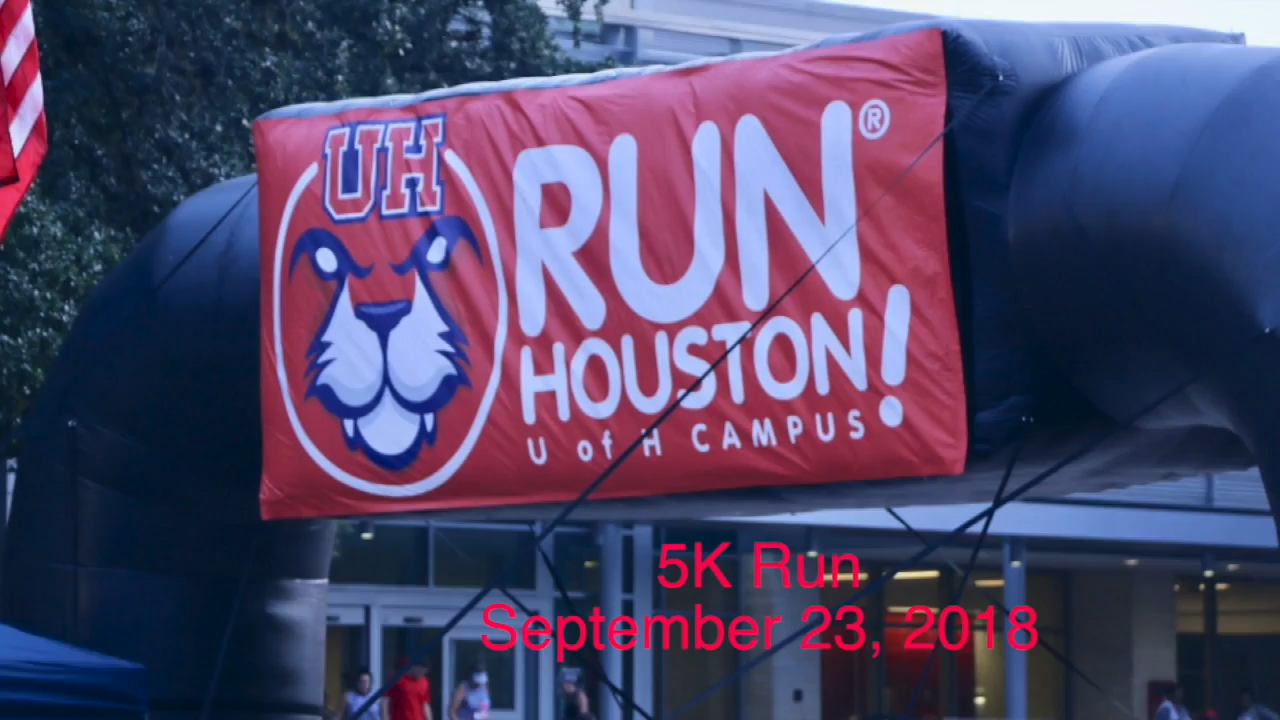 UH
RUN®
HOUSTON!
U of H CAMPUS
5K Run
September 23, 2018